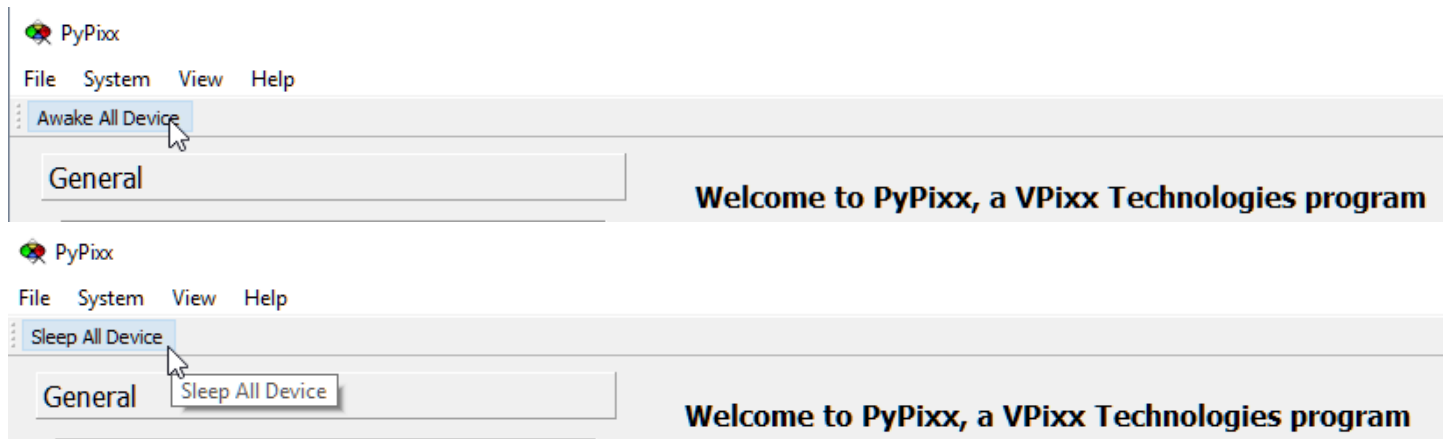 PyPixx
File System View Help
Awake All Device
General
Welcome to PyPixx, a VPixx Technologies program
PyPixx
File System View Help
Sleep All Device
General
Sleep All Device
Welcome to PyPixx, a VPixx Technologies program